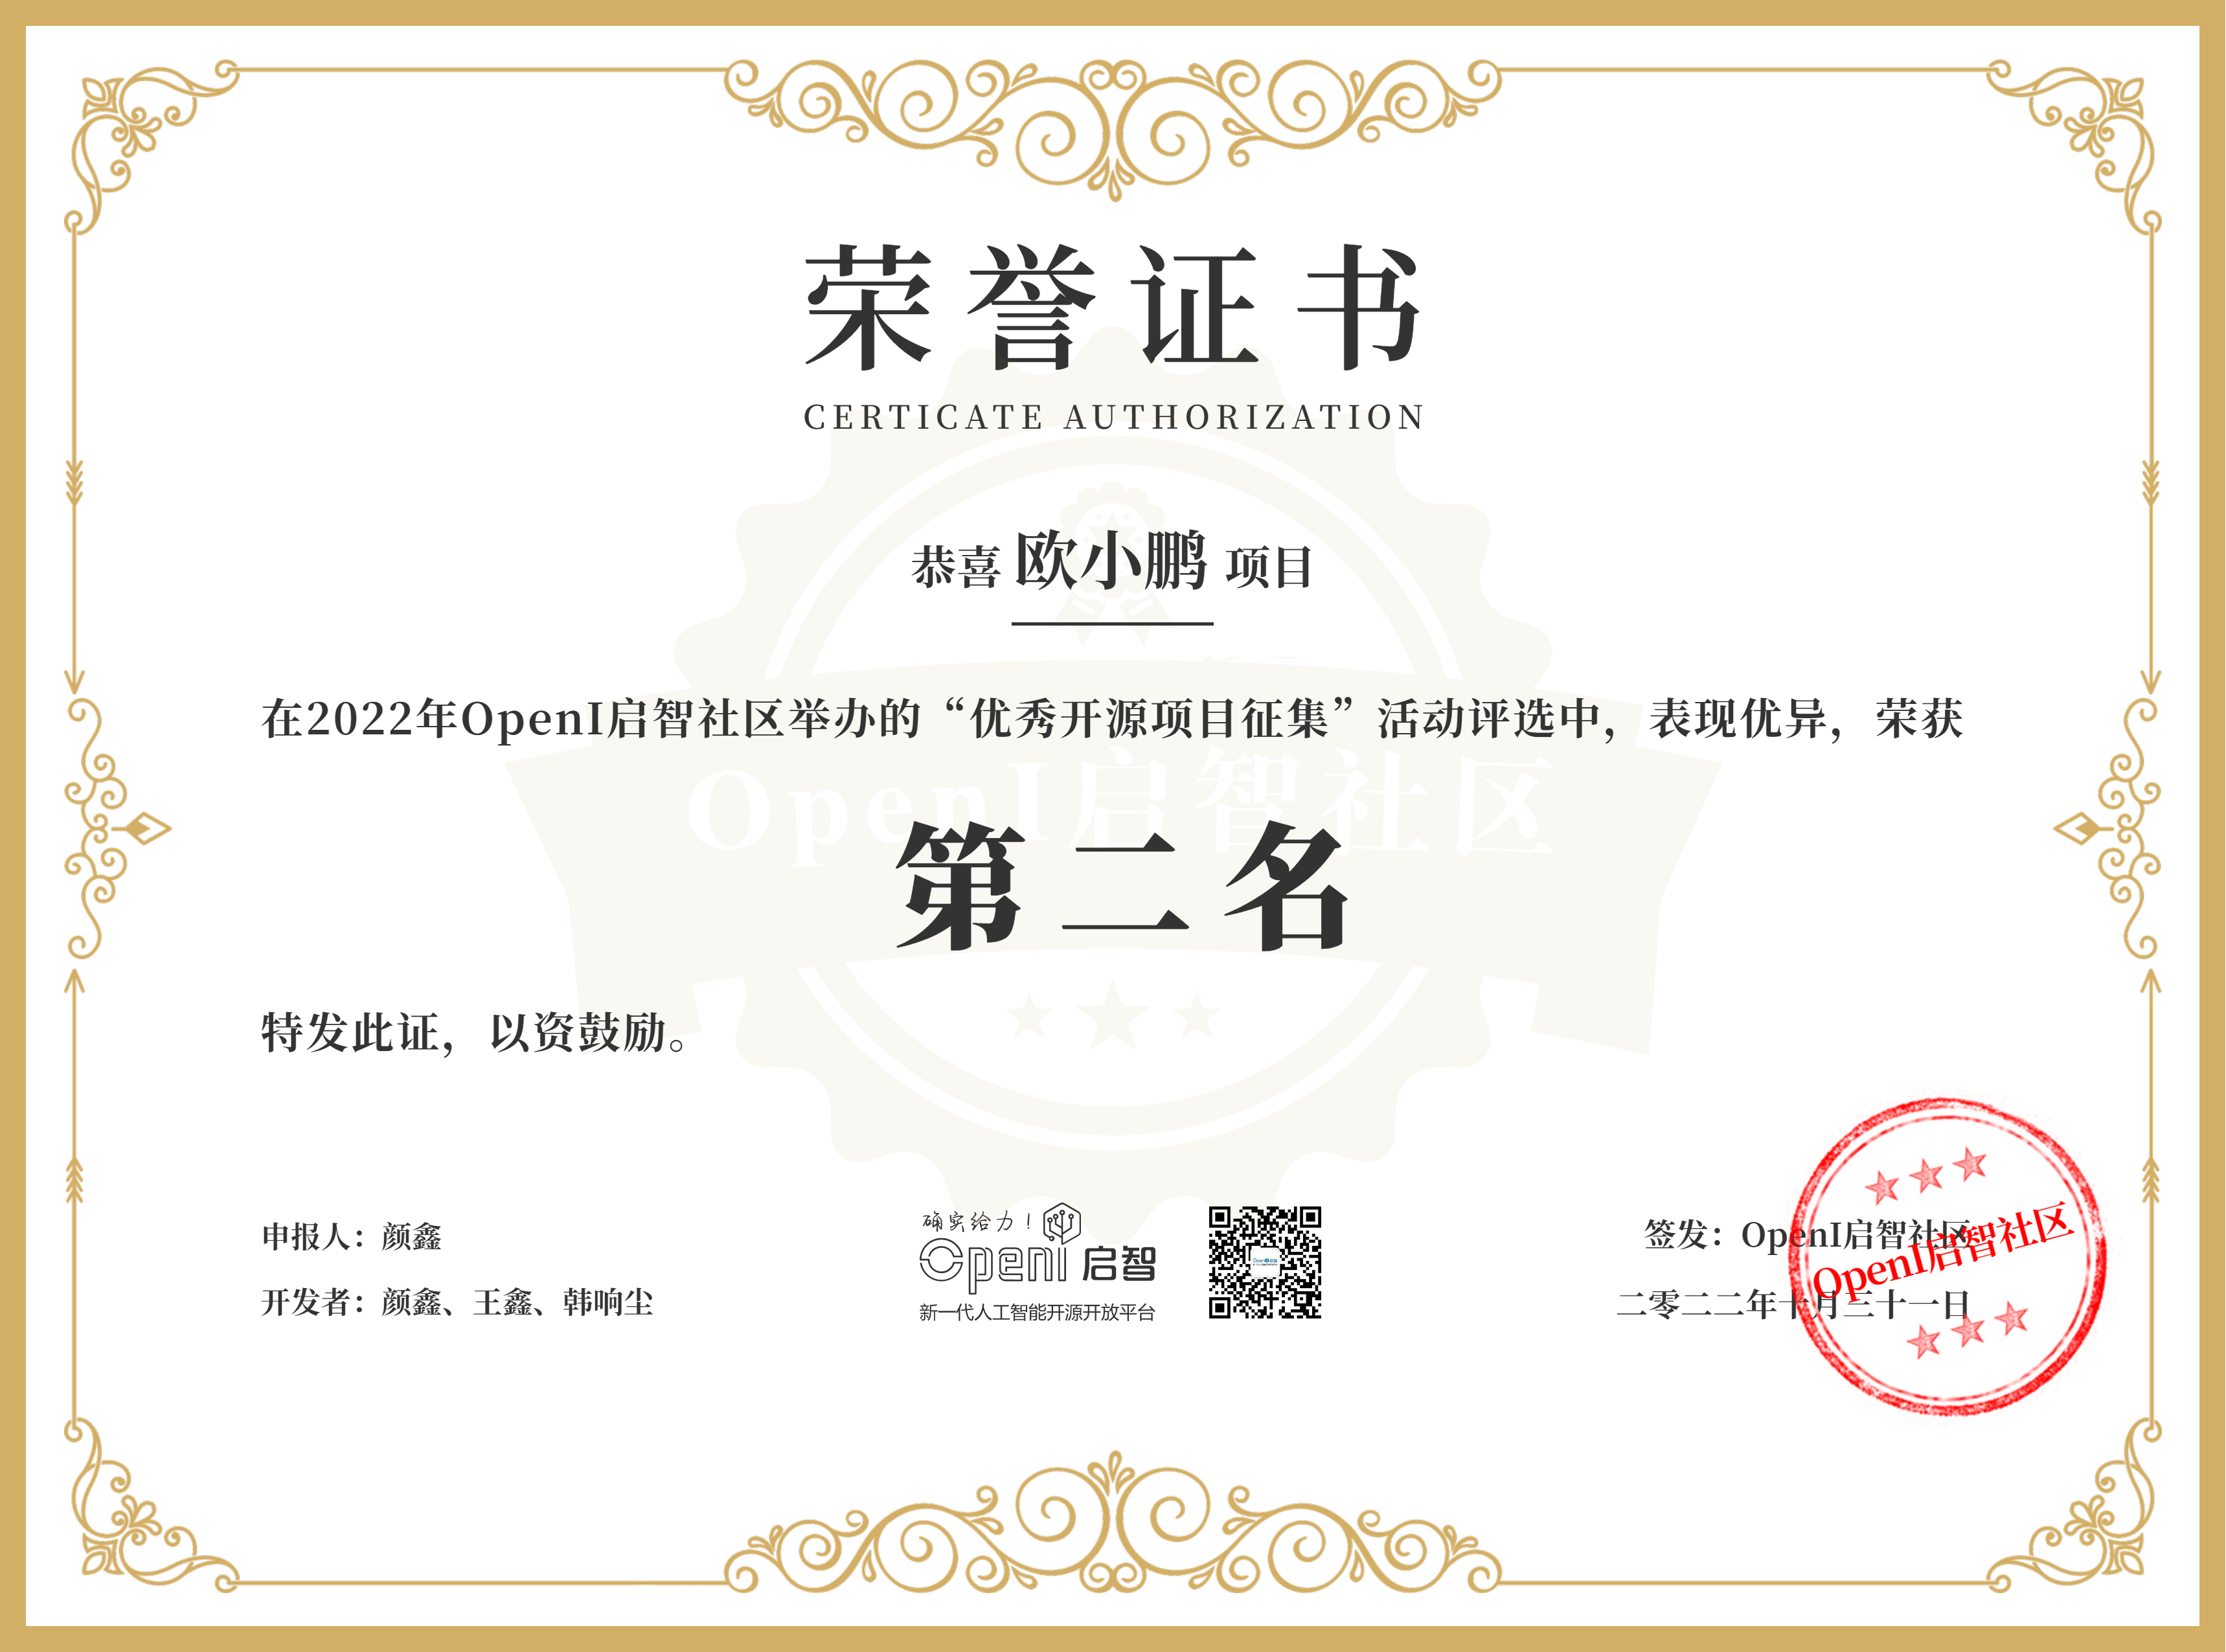 荣誉证书
CERTICATE AUTHORIZATION
恭喜 欧小鹏 项目
在2022年OpenI启智社区举办的“优秀开源项目征集”活动评选中，表现优异，荣获
OpenI启智社区
第二名
特发此证，以资鼓励。
申报人：颜鑫
开发者：颜鑫、王鑫、韩响尘
确实给力！
OpenI 启智
新一代人工智能开源开放平台
签发：OpenI启智社区
二零二二年十月三十一日
OpenI启智社区